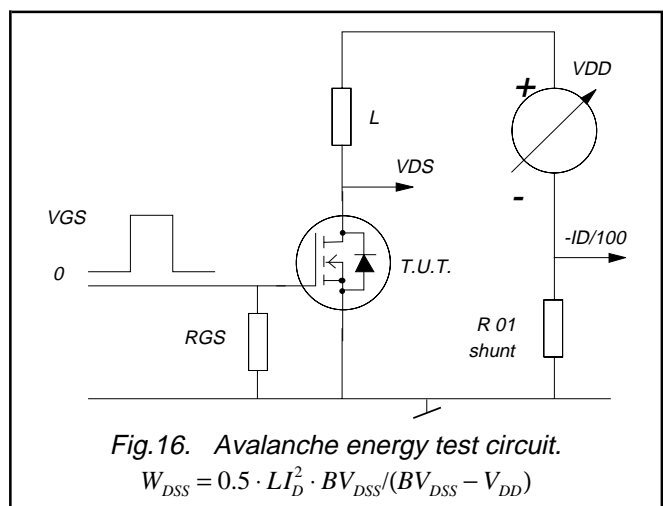 +
VDD
L
VDS
-
VGS
-ID/100
0
T.U.T.
RGS
R 01
shunt
Fig.16. Avalanche energy test circuit.
W_DSS = 0.5 · LI_D^2 · BV_DSS/(BV_DSS − V_DD)